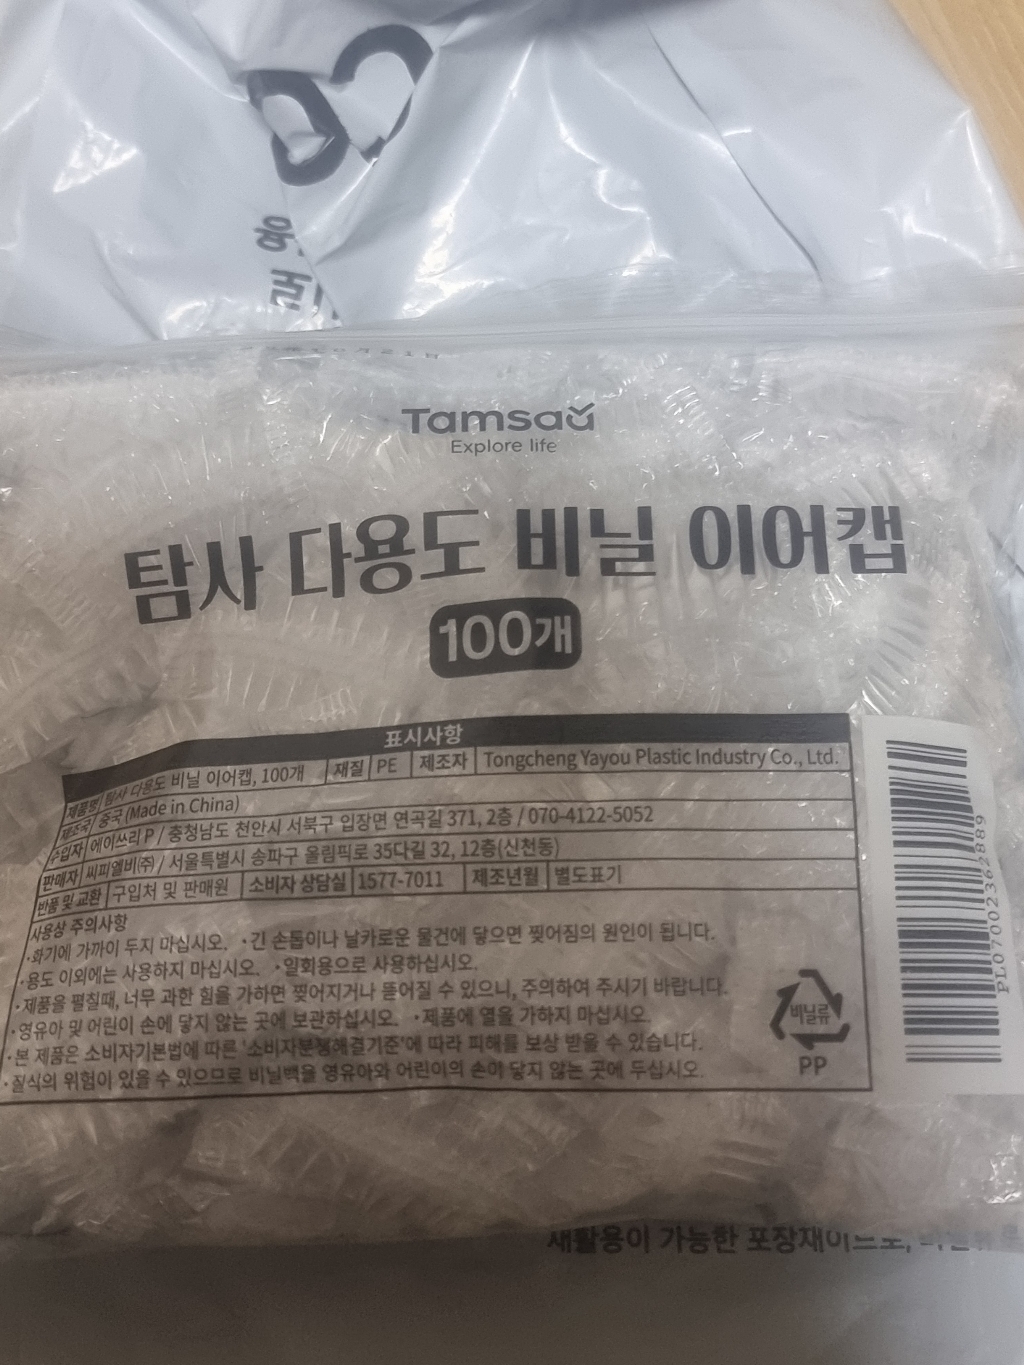 Tamsaa
Explore life
탐사 다용도 비닐 이어캡
100개
표시사항
제품명 탐사 다용도 비닐 이어캡, 100개 재질 PE 제조자 Tongcheng Yayou Plastic Industry Co., Ltd.
제조국 중국 (Made in China)
수입자 에이쓰리 P / 충청남도 천안시 서북구 입장면 연곡길 371, 2층 / 070-4122-5052
판매자 씨피엘비㈜ / 서울특별시 송파구 올림픽로 35다길 32, 12층(신천동)
반품 및 교환 구입처 및 판매원 소비자 상담실 1577-7011 제조년월 별도표기
사용상 주의사항
·화기에 가까이 두지 마십시오. ·긴 손톱이나 날카로운 물건에 닿으면 찢어짐의 원인이 됩니다.
·용도 이외에는 사용하지 마십시오. ·일회용으로 사용하십시오.
·제품을 펼칠때, 너무 과한 힘을 가하면 찢어지거나 뜯어질 수 있으니, 주의하여 주시기 바랍니다.
·영유아 및 어린이 손에 닿지 않는 곳에 보관하십시오. ·제품에 열을 가하지 마십시오.
·본 제품은 소비자기본법에 따른 '소비자분쟁해결기준'에 따라 피해를 보상 받을 수 있습니다.
·질식의 위험이 있을 수 있으므로 비닐백을 영유아와 어린이의 손이 닿지 않는 곳에 두십시오.
비닐류
PP
PL07002362889
재활용이 가능한 포장재이므로,